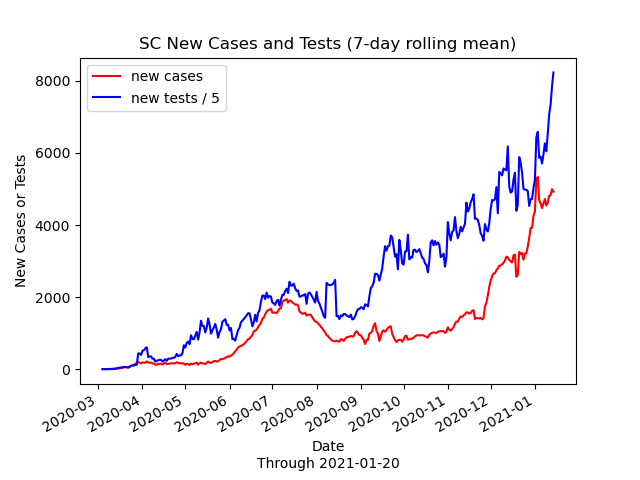 SC New Cases and Tests (7-day rolling mean)
new cases
new tests / 5
New Cases or Tests
8000
6000
4000
2000
0
2020-03
2020-04
2020-05
2020-06
2020-07
2020-08
2020-09
2020-10
2020-11
2020-12
2021-01
Date
Through 2021-01-20